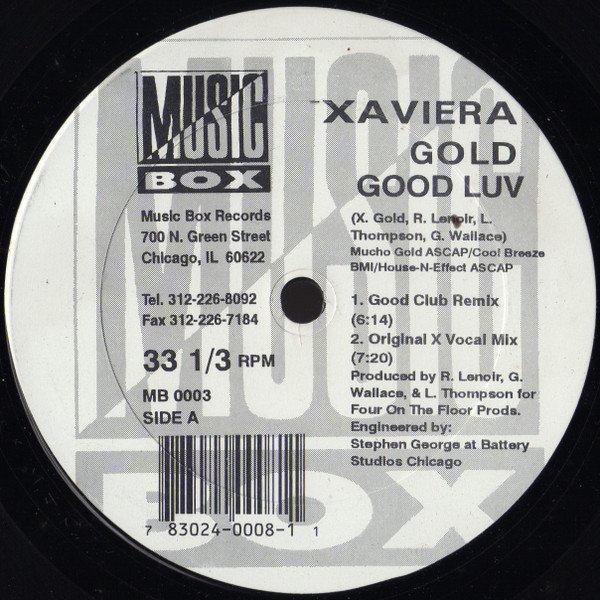 MUSIC
BOX
Music Box Records
700 N. Green Street
Chicago, IL 60622
Tel. 312-226-8092
Fax 312-226-7184
33 1/3 RPM
MB 0003
SIDE A
7 83024-0008-1 1
XAVIERA
GOLD
GOOD LUV
(X. Gold, R. Lenoir, L.
Thompson, G. Wallace)
Mucho Gold ASCAP/Cool Breeze
BMI/House-N-Effect ASCAP
1. Good Club Remix
(6:14)
2. Original X Vocal Mix
(7:20)
Produced by R. Lenoir, G.
Wallace, & L. Thompson for
Four On The Floor Prods.
Engineered by:
Stephen George at Battery
Studios Chicago
MUSIC
BOX